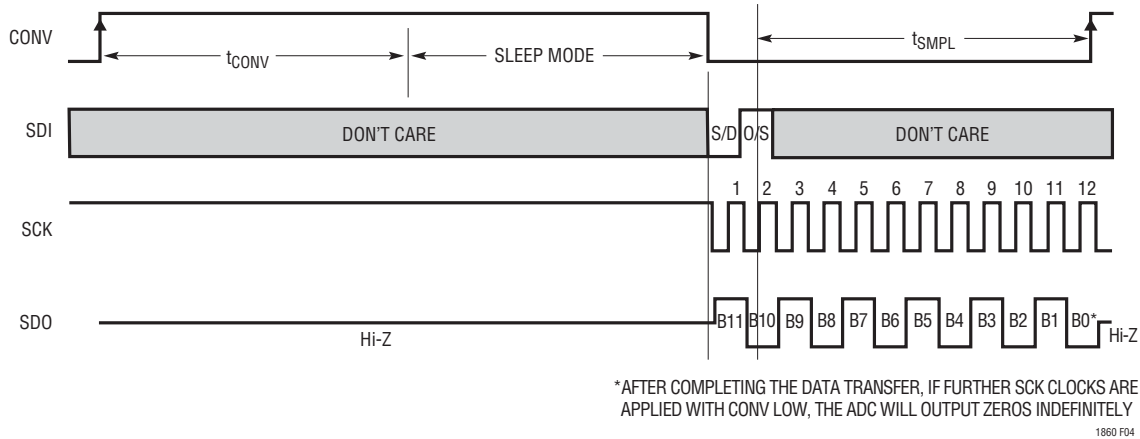 CONV
tCONV
SLEEP MODE
tSMPL
SDI
DON'T CARE
S/D
O/S
DON'T CARE
1 2 3 4 5 6 7 8 9 10 11 12
SCK
SDO
Hi-Z
B11 B10 B9 B8 B7 B6 B5 B4 B3 B2 B1 B0*
Hi-Z
*AFTER COMPLETING THE DATA TRANSFER, IF FURTHER SCK CLOCKS ARE
APPLIED WITH CONV LOW, THE ADC WILL OUTPUT ZEROS INDEFINITELY
1860 F04